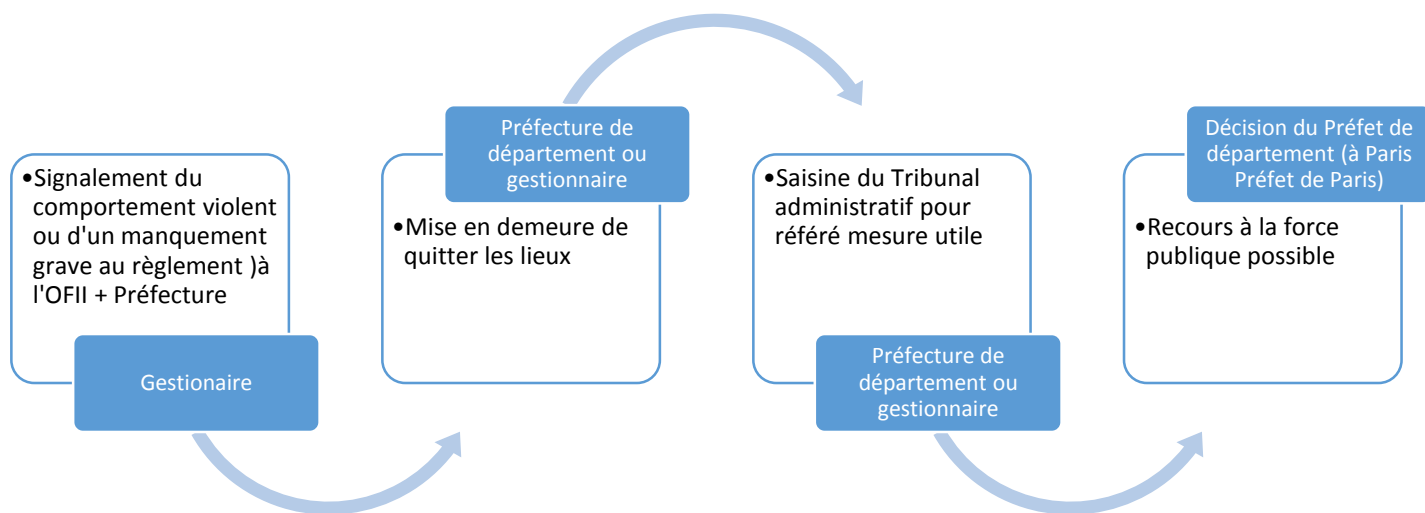 •Signalement du
comportement violent
ou d'un manquement
grave au règlement )à
l'OFII + Préfecture
Gestionaire
Préfecture de
département ou
gestionnaire
•Mise en demeure de
quitter les lieux
•Saisine du Tribunal
administratif pour
référé mesure utile
Préfecture de
département ou
gestionnaire
Décision du Préfet de
département (à Paris
Préfet de Paris)
•Recours à la force
publique possible